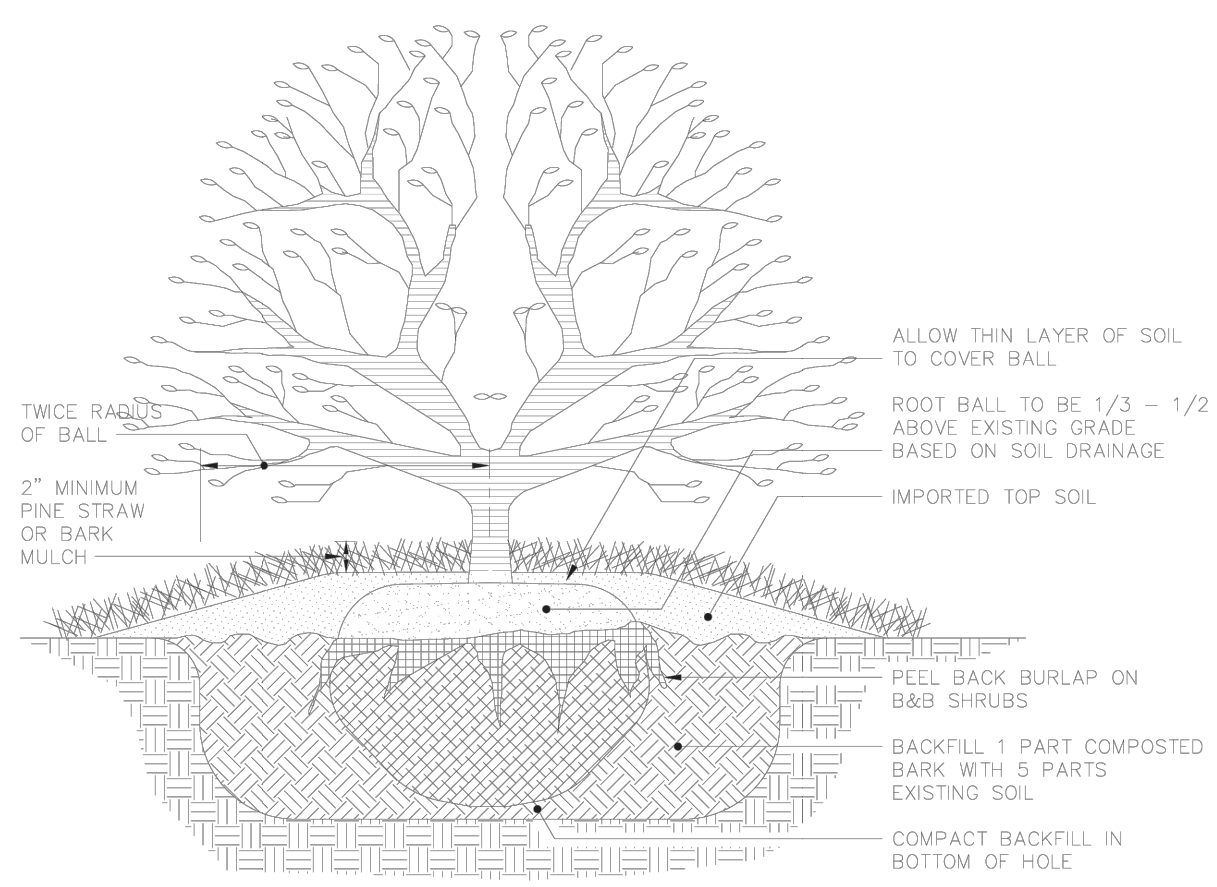 ALLOW THIN LAYER OF SOIL
TO COVER BALL
ROOT BALL TO BE 1/3 - 1/2
ABOVE EXISTING GRADE
BASED ON SOIL DRAINAGE
TWICE RADIUS
OF BALL
2" MINIMUM
PINE STRAW
OR BARK
MULCH
IMPORTED TOP SOIL
PEEL BACK BURLAP ON
B&B SHRUBS
BACKFILL 1 PART COMPOSTED
BARK WITH 5 PARTS
EXISTING SOIL
COMPACT BACKFILL IN
BOTTOM OF HOLE